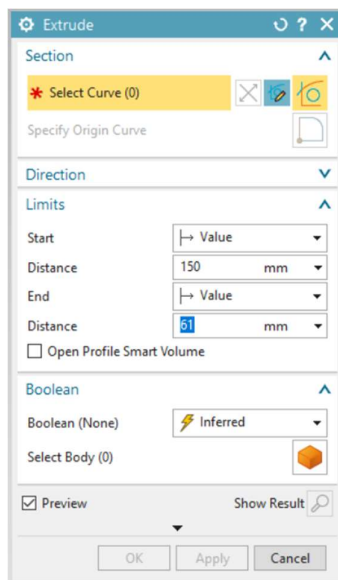 Extrude ?
Section
* Select Curve (0)
Specify Origin Curve
Direction
Limits
Start Value
Distance 150 mm
End Value
Distance 61 mm
Open Profile Smart Volume
Boolean
Boolean (None) Inferred
Select Body (0)
Preview Show Result
OK Apply Cancel